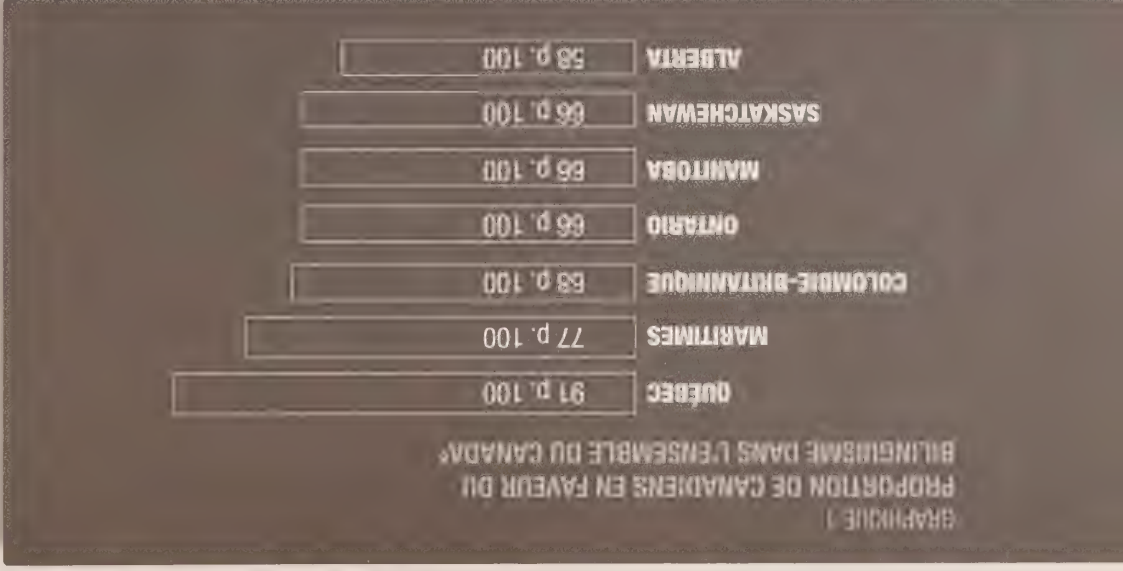 GRAPHIQUE 1
PROPORTION DE CANADIENS EN FAVEUR DU
BILINGUISME DANS L'ENSEMBLE DU CANADA*
QUÉBEC 91 p. 100
MARITIMES 77 p. 100
COLOMBIE-BRITANNIQUE 68 p. 100
ONTARIO 66 p. 100
MANITOBA 66 p. 100
SASKATCHEWAN 66 p. 100
ALBERTA 58 p. 100